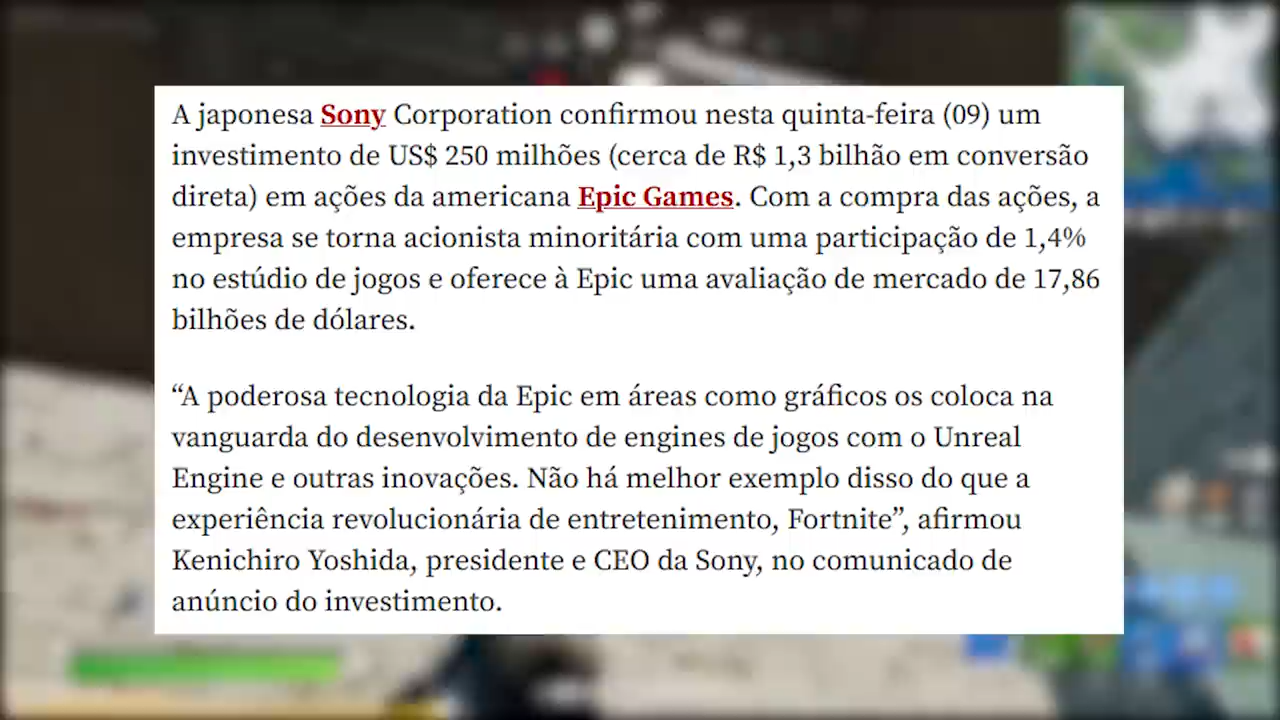 A japonesa Sony Corporation confirmou nesta quinta-feira (09) um
investimento de US$ 250 milhões (cerca de R$ 1,3 bilhão em conversão
direta) em ações da americana Epic Games. Com a compra das ações, a
empresa se torna acionista minoritária com uma participação de 1,4%
no estúdio de jogos e oferece à Epic uma avaliação de mercado de 17,86
bilhões de dólares.
“A poderosa tecnologia da Epic em áreas como gráficos os coloca na
vanguarda do desenvolvimento de engines de jogos com o Unreal
Engine e outras inovações. Não há melhor exemplo disso do que a
experiência revolucionária de entretenimento, Fortnite”, afirmou
Kenichiro Yoshida, presidente e CEO da Sony, no comunicado de
anúncio do investimento.